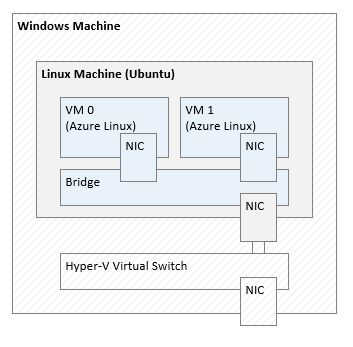 Windows Machine
Linux Machine (Ubuntu)
VM 0
(Azure Linux)
VM 1
(Azure Linux)
NIC
NIC
Bridge
NIC
Hyper-V Virtual Switch
NIC